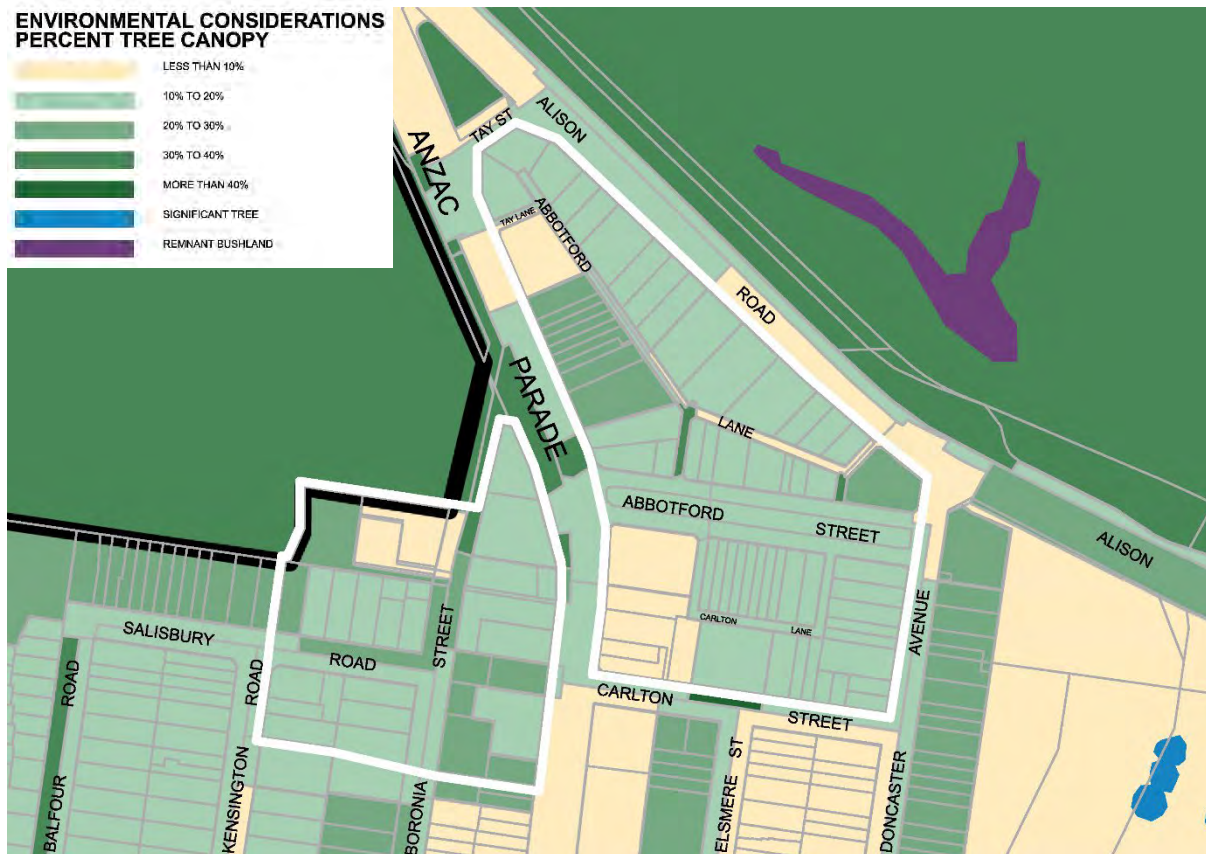 ENVIRONMENTAL CONSIDERATIONS
PERCENT TREE CANOPY
LESS THAN 10%
10% TO 20%
20% TO 30%
30% TO 40%
MORE THAN 40%
SIGNIFICANT TREE
REMNANT BUSHLAND
TAY ST
ALISON
ANZAC
TAY LANE
ABBOTFORD
ROAD
PARADE
LANE
ABBOTFORD
STREET
ALISON
SALISBURY
ROAD
STREET
CARLTON
LANE
AVENUE
ROAD
ROAD
CARLTON
STREET
BALFOUR
KENSINGTON
BORONIA
ELSMERE ST
DONCASTER